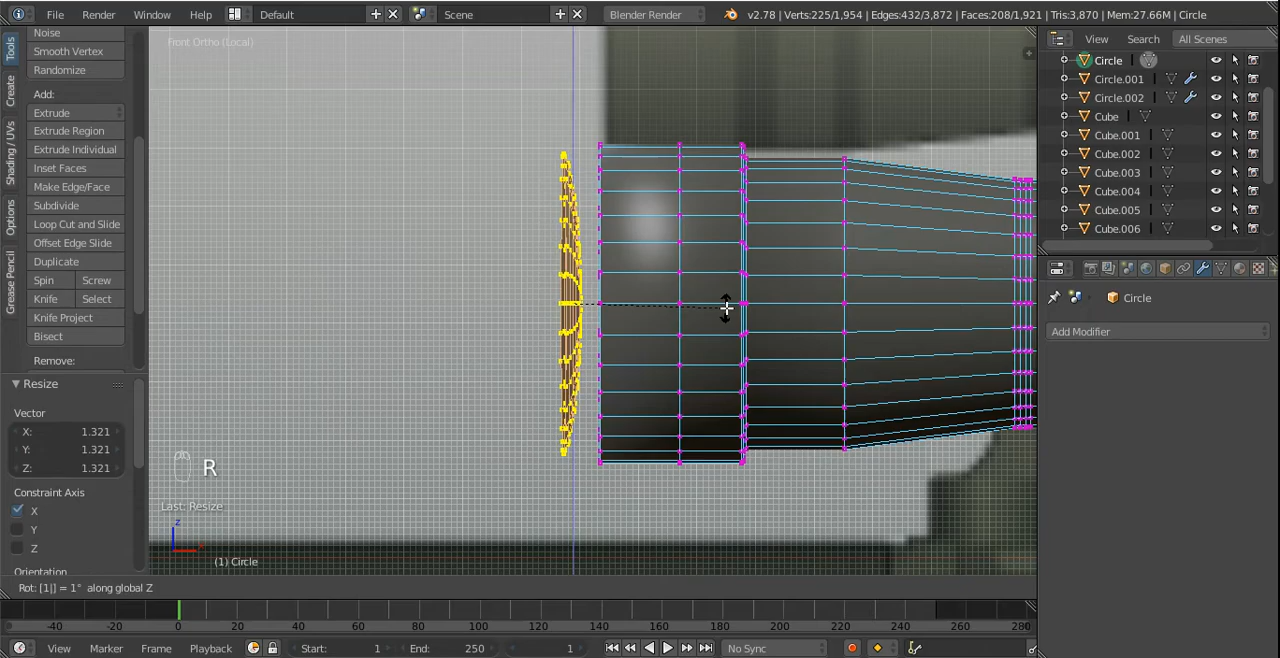 File Render Window Help Default Scene Blender Render v2.78 | Verts:225/1,954 | Edges:432/3,872 | Faces:208/1,921 | Tris:3,870 | Mem:27.66M | Circle
Tools
Create
Shading / UVs
Options
Grease Pencil
Noise
Smooth Vertex
Randomize
Add:
Extrude
Extrude Region
Extrude Individual
Inset Faces
Make Edge/Face
Subdivide
Loop Cut and Slide
Offset Edge Slide
Duplicate
Spin Screw
Knife Select
Knife Project
Bisect
Remove:
Resize
Vector
X: 1.321
Y: 1.321
Z: 1.321
Constraint Axis
X
Y
Z
Orientation
Front Ortho (Local)
R
Last: Resize
z
(1) Circle
Rot: [1|] = 1° along global Z
View Search All Scenes
Circle
Circle.001
Circle.002
Cube
Cube.001
Cube.002
Cube.003
Cube.004
Cube.005
Cube.006
Circle
Add Modifier
-40 -20 0 20 40 60 80 100 120 140 160 180 200 220 240 260 280
View Marker Frame Playback Start: 1 End: 250 1 No Sync